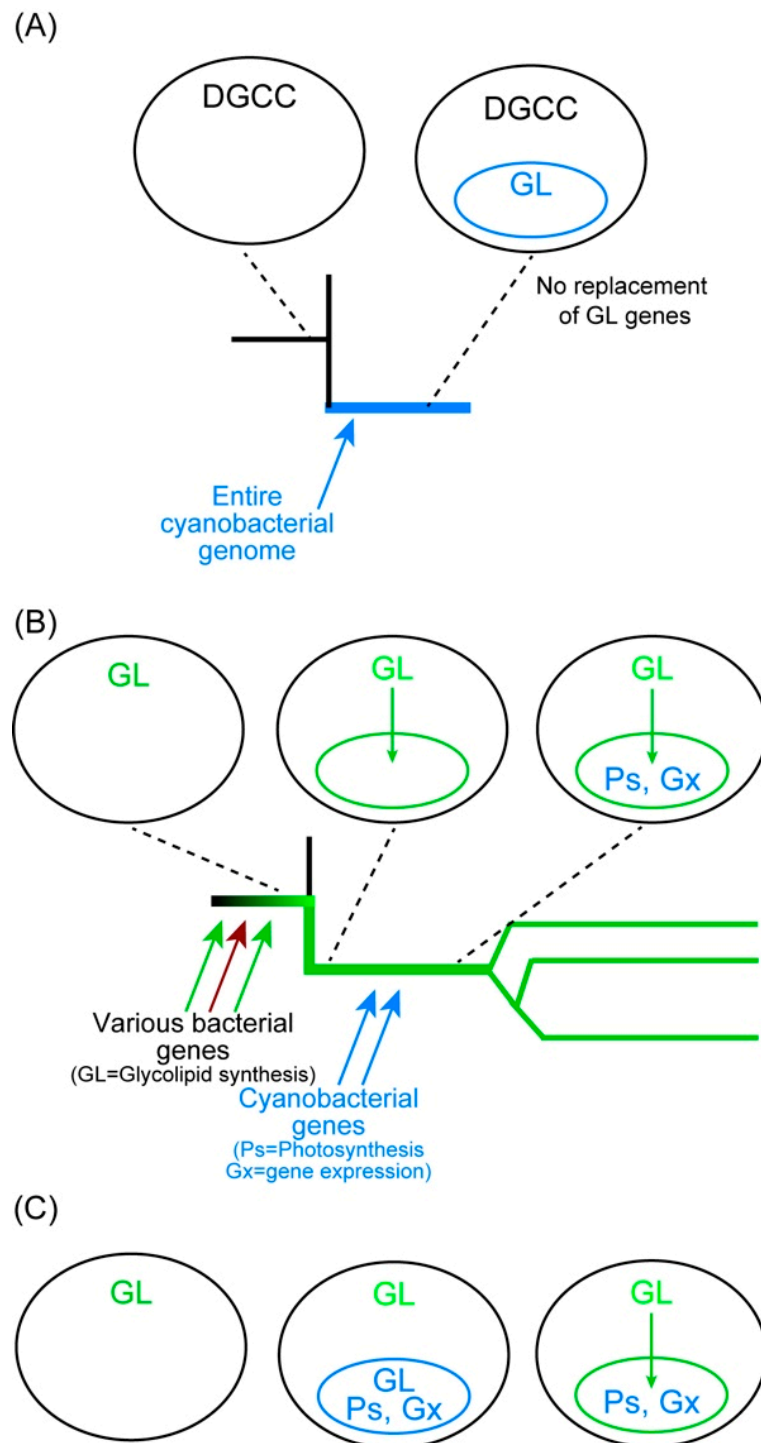 (A)
DGCC
DGCC
GL
No replacement
of GL genes
Entire
cyanobacterial
genome
(B)
GL
GL
GL
Ps, Gx
Various bacterial
genes
(GL=Glycolipid synthesis)
Cyanobacterial
genes
(Ps=Photosynthesis
Gx=gene expression)
(C)
GL
GL
GL
GL
Ps, Gx
Ps, Gx